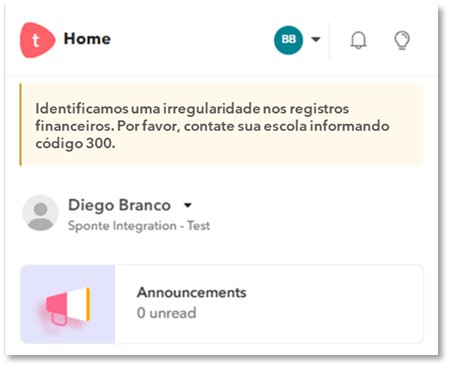 t
Home
BB
Identificamos uma irregularidade nos registros
financeiros. Por favor, contate sua escola informando
código 300.
Diego Branco
Sponte Integration - Test
Announcements
0 unread